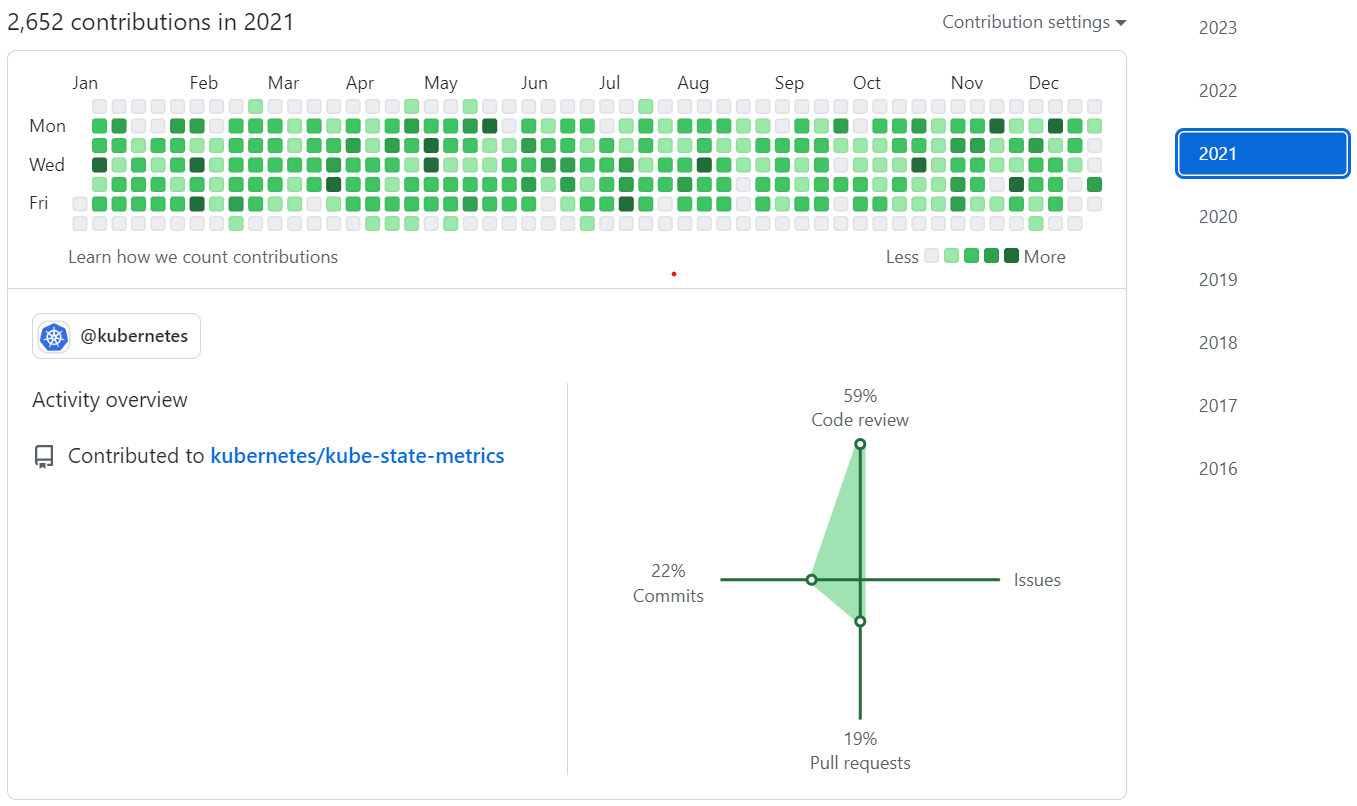 2,652 contributions in 2021
Contribution settings
Jan Feb Mar Apr May Jun Jul Aug Sep Oct Nov Dec
Mon
Wed
Fri
Learn how we count contributions
Less More
@kubernetes
Activity overview
Contributed to kubernetes/kube-state-metrics
59%
Code review
22%
Commits
Issues
19%
Pull requests
2023
2022
2021
2020
2019
2018
2017
2016